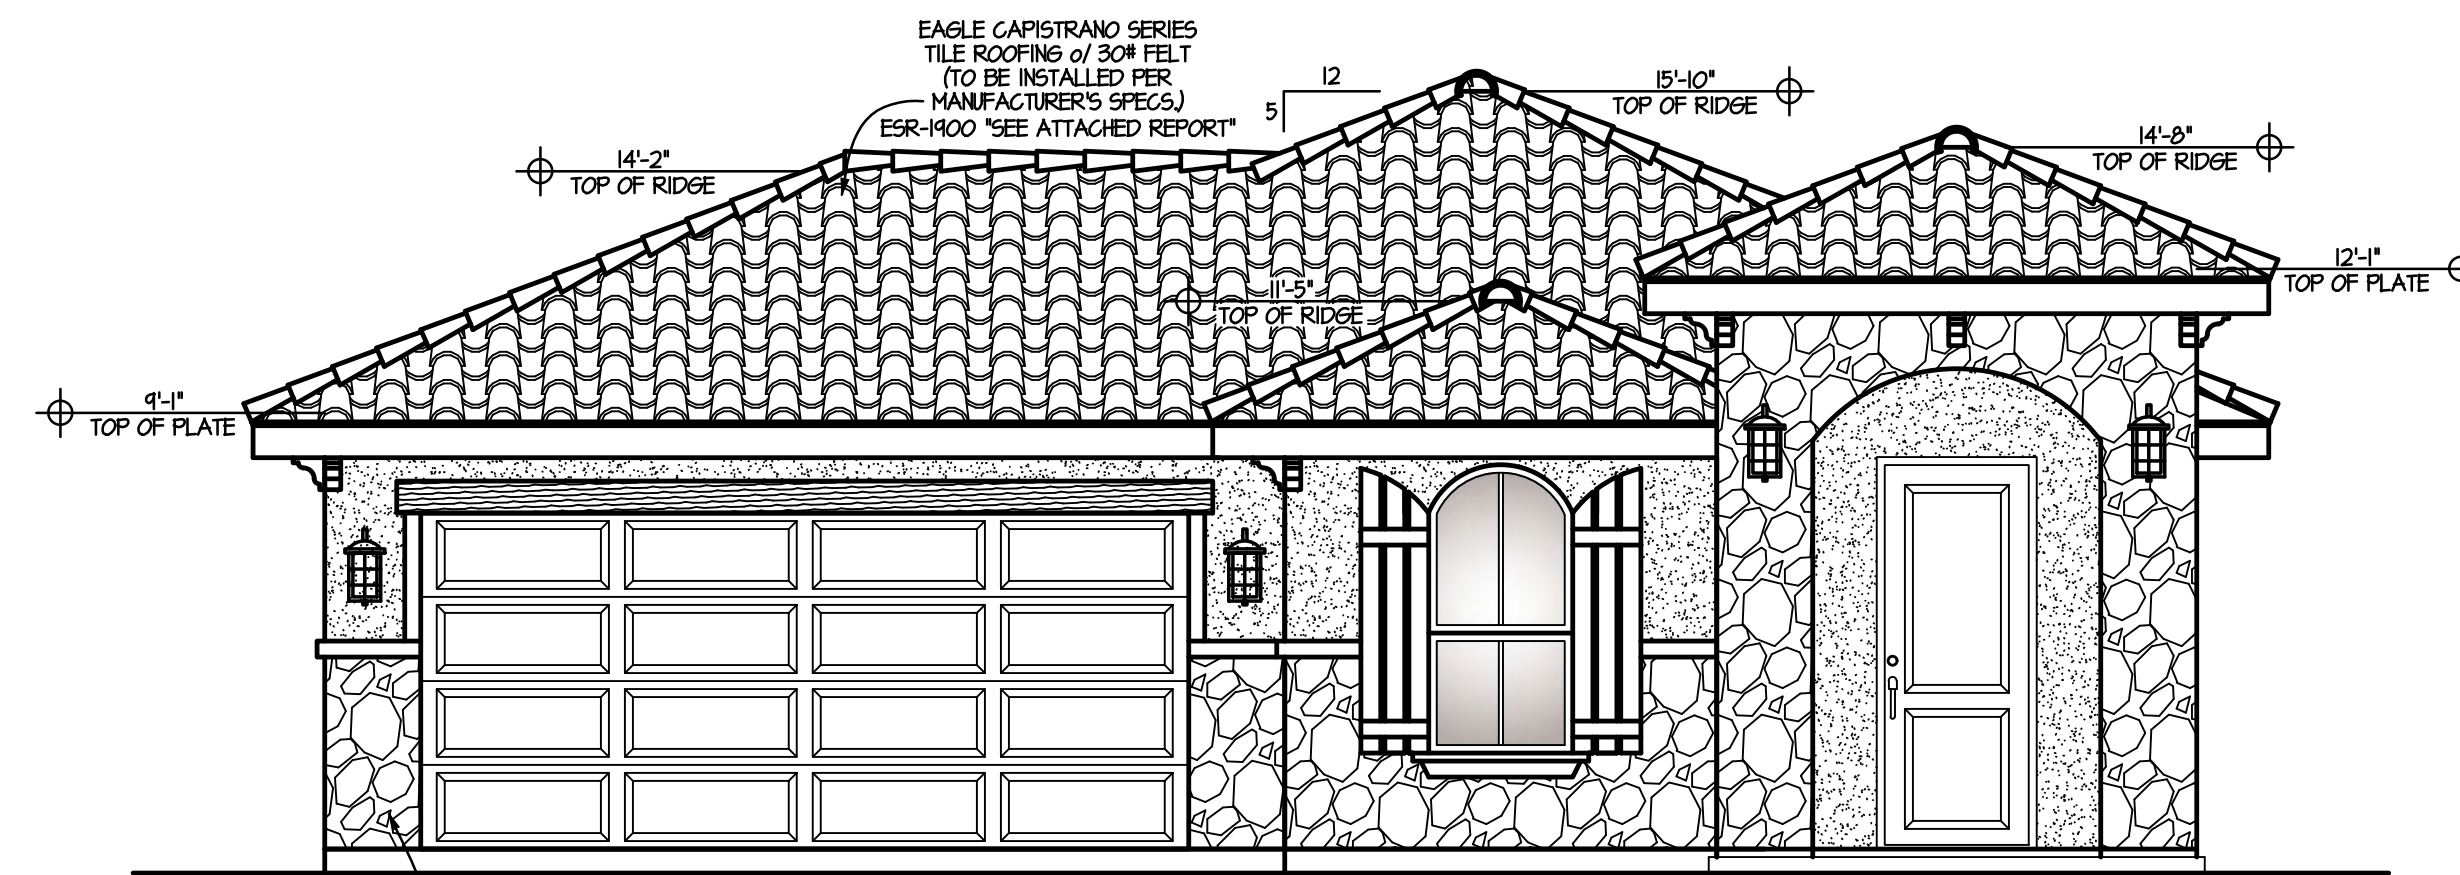 EAGLE CAPISTRANO SERIES
TILE ROOFING o/ 30# FELT
(TO BE INSTALLED PER
MANUFACTURER'S SPECS.)
ESR-1900 "SEE ATTACHED REPORT"
12
5
15'-10"
TOP OF RIDGE
14'-8"
TOP OF RIDGE
14'-2"
TOP OF RIDGE
12'-1"
TOP OF PLATE
11'-5"
TOP OF RIDGE
9'-1"
TOP OF PLATE